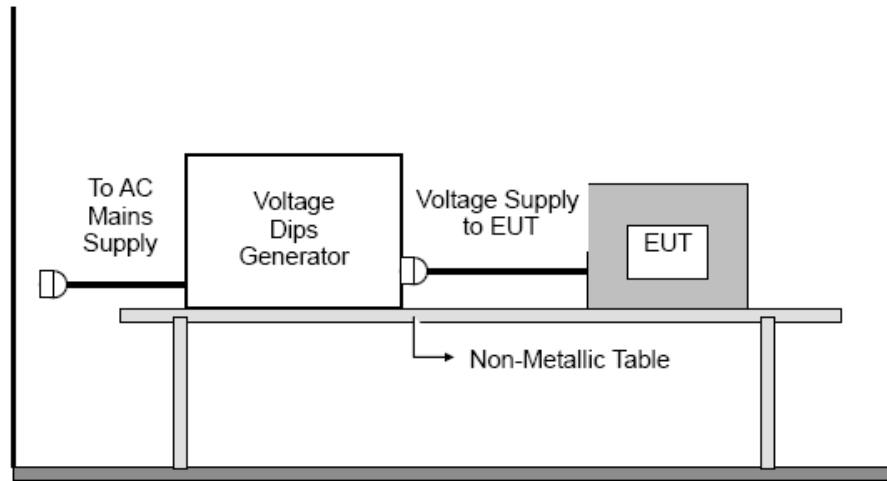 To AC
Mains
Supply
Voltage
Dips
Generator
Voltage Supply
to EUT
EUT
Non-Metallic Table